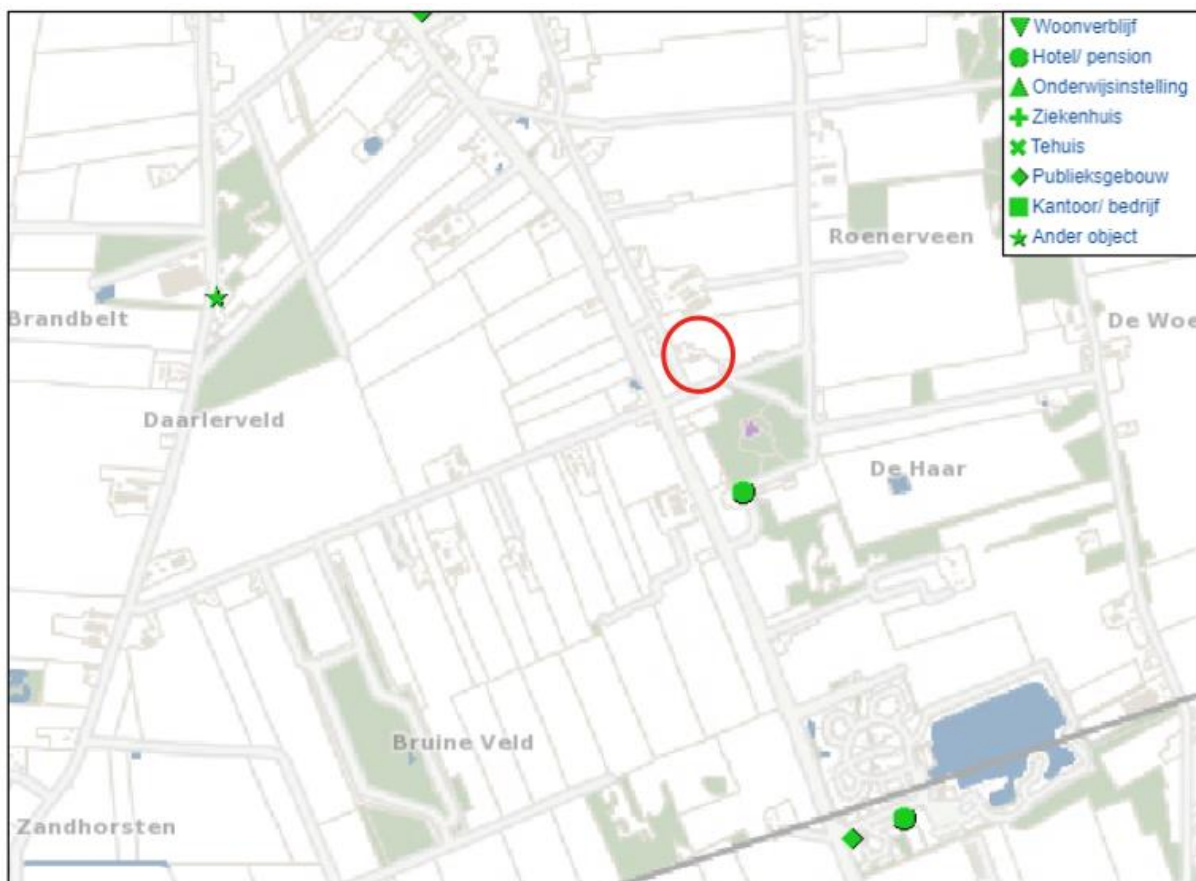 Woonverblijf
Hotel/ pension
Onderwijsinstelling
Ziekenhuis
Tehuis
Publieksgebouw
Kantoor/ bedrijf
Ander object
Roenerveen
Brandbelt
De Woe
Daarlerveld
De Haar
Bruine Veld
Zandhorsten